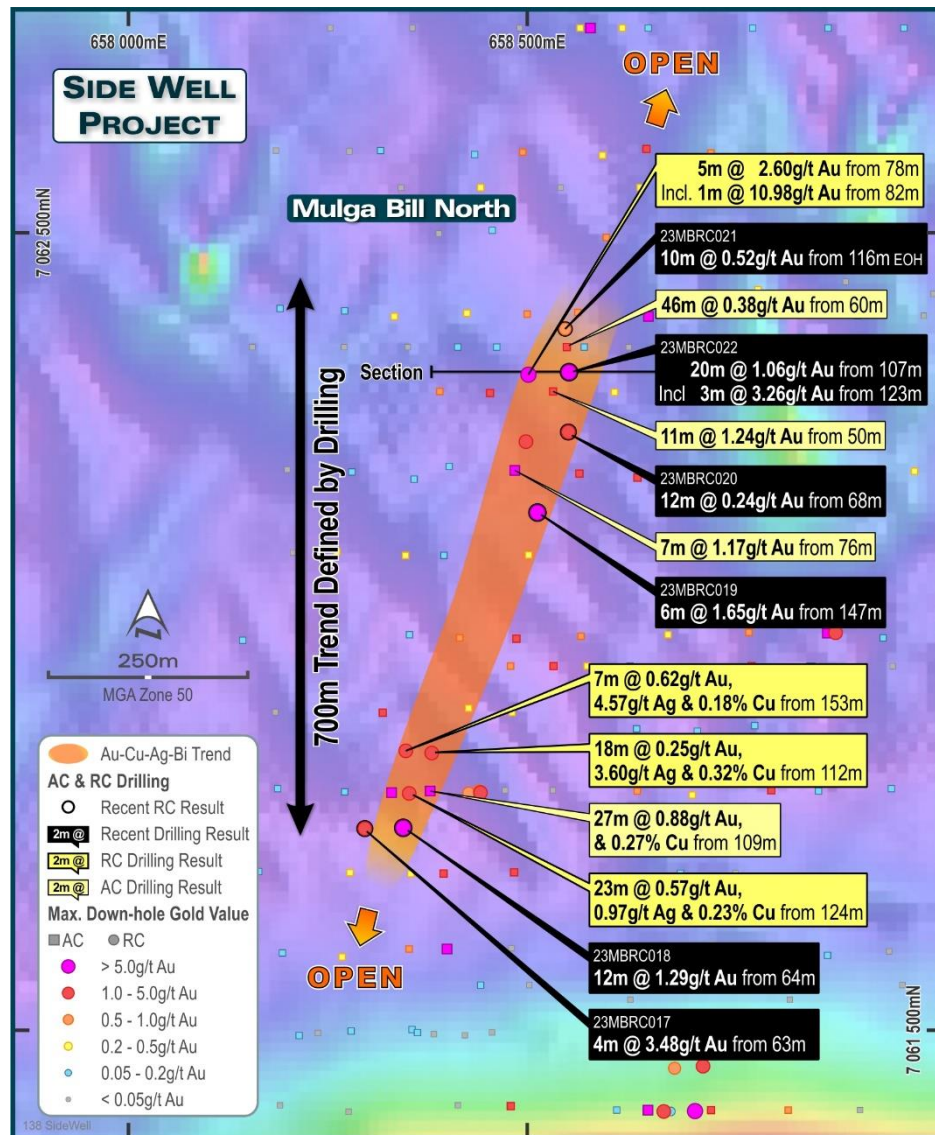 658 000mE
658 500mE
OPEN
SIDE WELL
PROJECT
5m @ 2.60g/t Au from 78m
Incl. 1m @ 10.98g/t Au from 82m
Mulga Bill North
7 062 500mN
23MBRC021
10m @ 0.52g/t Au from 116m EOH
46m @ 0.38g/t Au from 60m
Section
23MBRC022
20m @ 1.06g/t Au from 107m
Incl 3m @ 3.26g/t Au from 123m
11m @ 1.24g/t Au from 50m
23MBRC020
12m @ 0.24g/t Au from 68m
7m @ 1.17g/t Au from 76m
23MBRC019
6m @ 1.65g/t Au from 147m
700m Trend Defined by Drilling
N
250m
MGA Zone 50
7m @ 0.62g/t Au,
4.57g/t Ag & 0.18% Cu from 153m
18m @ 0.25g/t Au,
3.60g/t Ag & 0.32% Cu from 112m
27m @ 0.88g/t Au,
& 0.27% Cu from 109m
23m @ 0.57g/t Au,
0.97g/t Ag & 0.23% Cu from 124m
23MBRC018
12m @ 1.29g/t Au from 64m
23MBRC017
4m @ 3.48g/t Au from 63m
OPEN
7 061 500mN
Au-Cu-Ag-Bi Trend
AC & RC Drilling
Recent RC Result
2m @ Recent Drilling Result
2m @ RC Drilling Result
2m @ AC Drilling Result
Max. Down-hole Gold Value
AC RC
> 5.0g/t Au
1.0 - 5.0g/t Au
0.5 - 1.0g/t Au
0.2 - 0.5g/t Au
0.05 - 0.2g/t Au
< 0.05g/t Au
138 SideWell